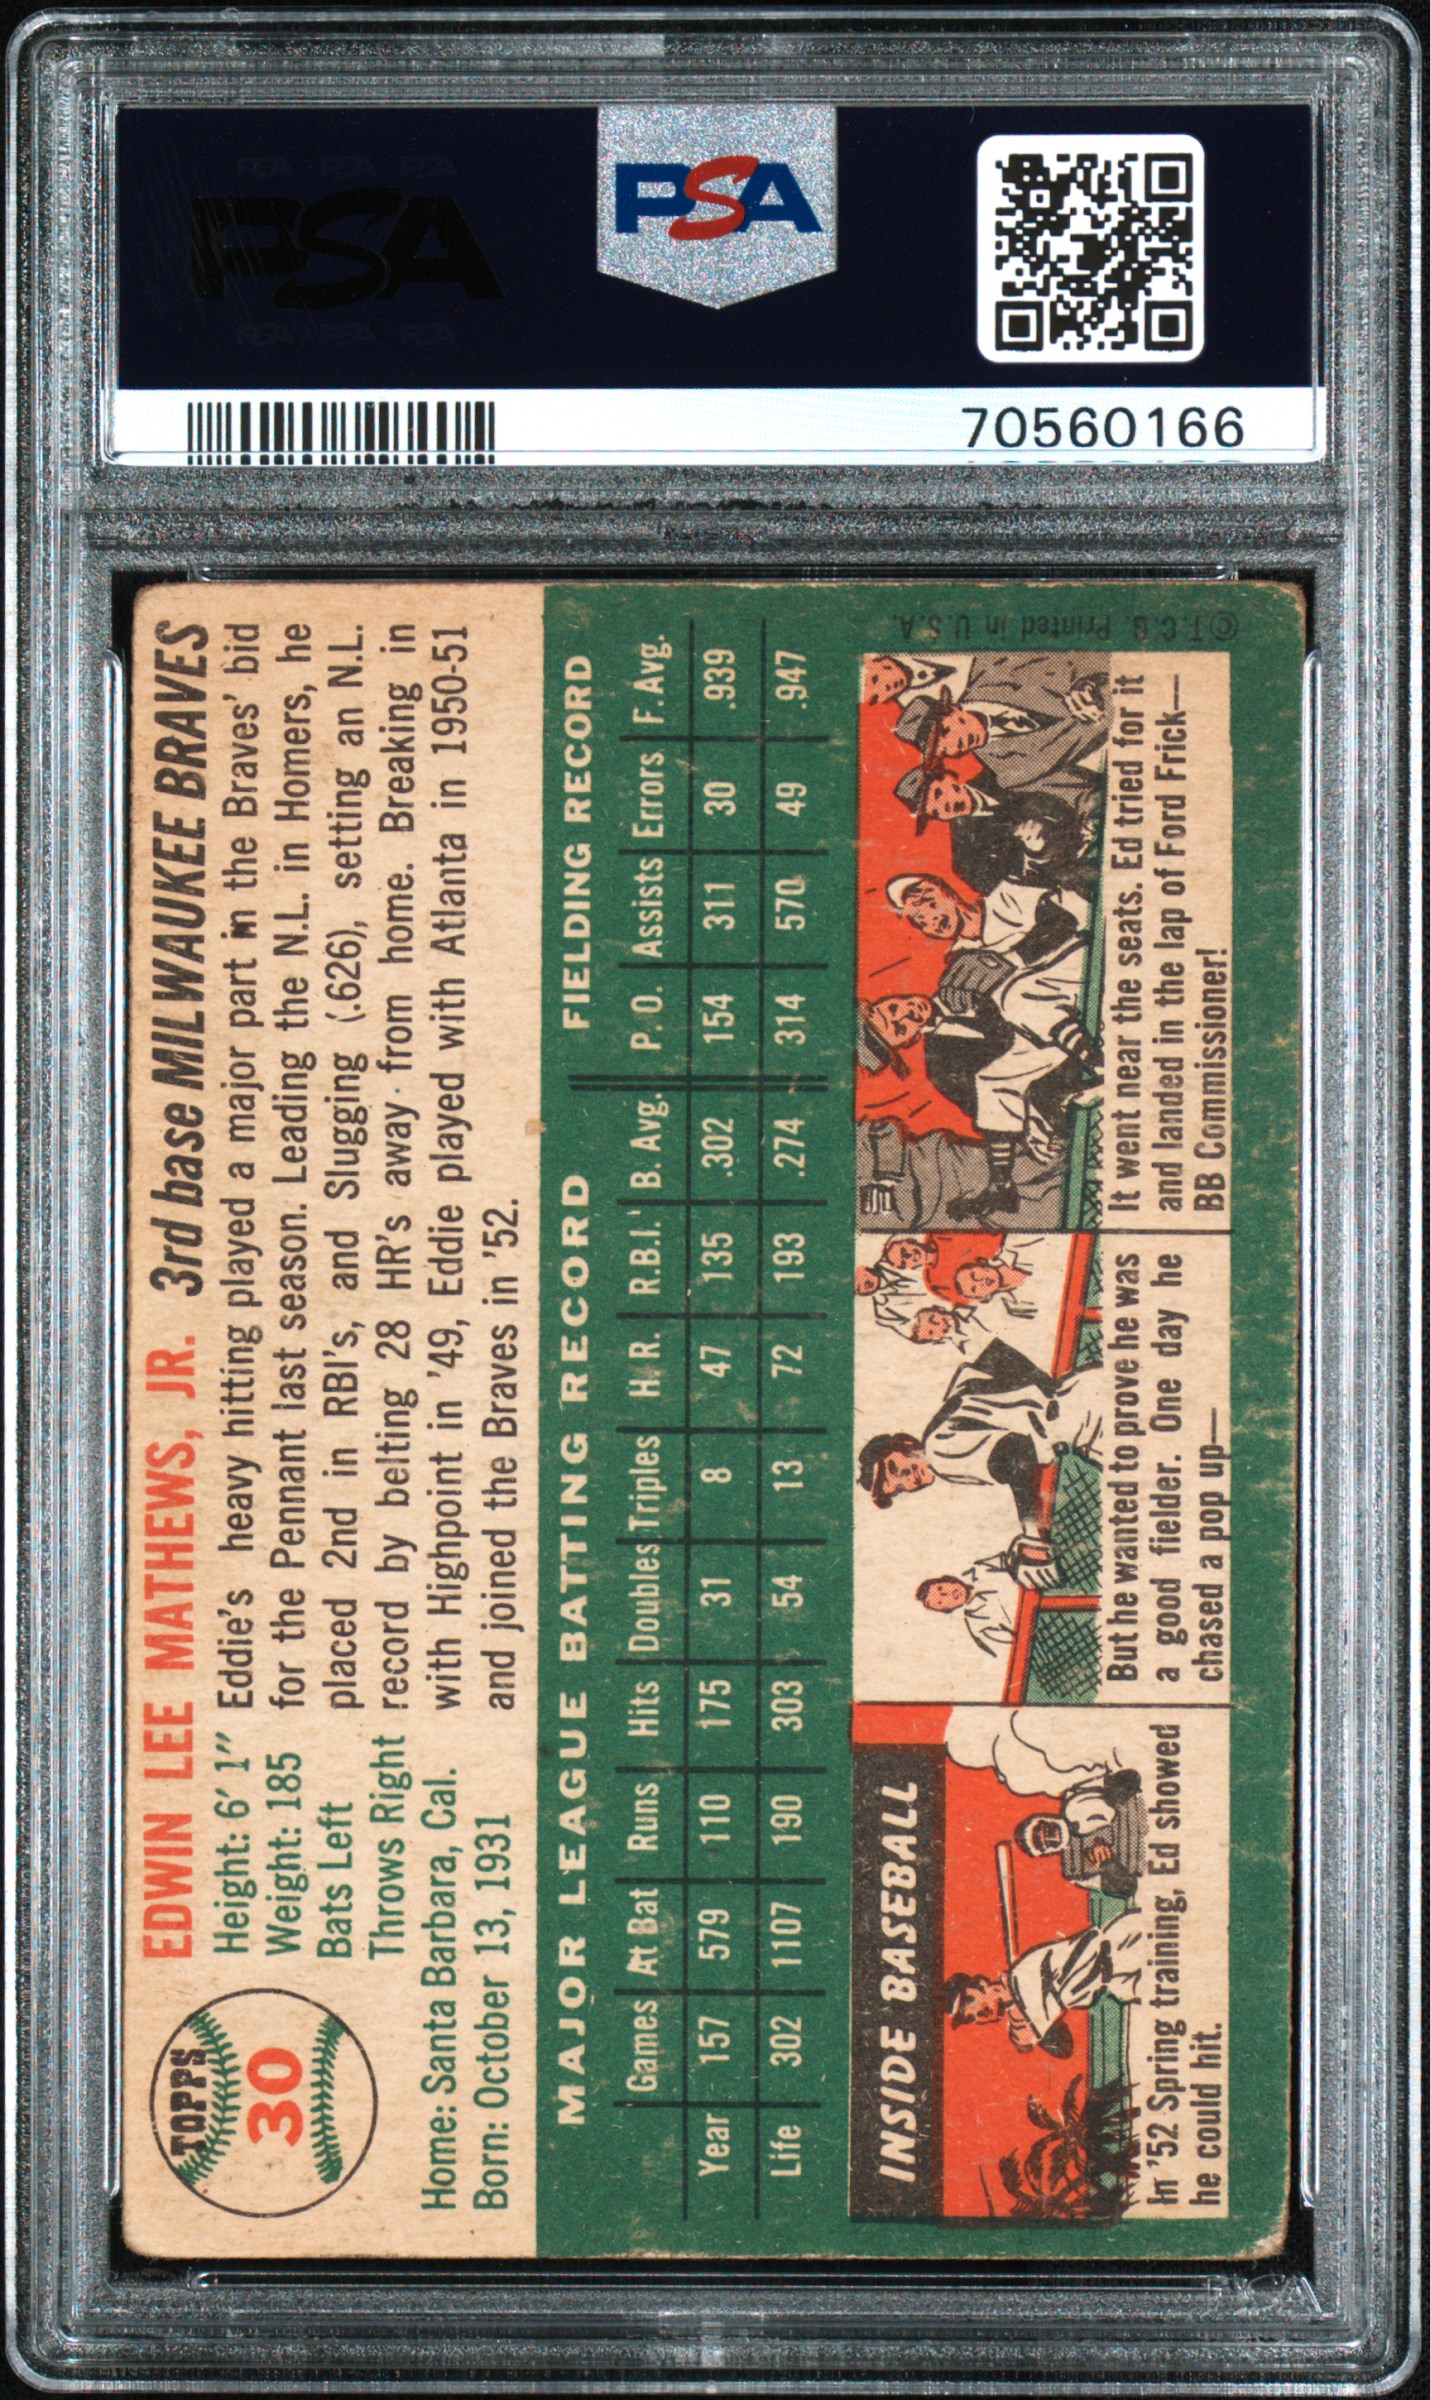 PSA PSA PSA
PSA
PSA PSA PSA
PSA
70560166
TOPPS
30
EDWIN LEE MATHEWS, JR. 3rd base MILWAUKEE BRAVES
Height: 6' 1"
Weight: 185
Bats Left
Throws Right
Home: Santa Barbara, Cal.
Born: October 13, 1931
Eddie's heavy hitting played a major part in the Braves' bid
for the Pennant last season. Leading the N.L. in Homers, he
placed 2nd in RBI's, and Slugging (.626), setting an N.L.
record by belting 28 HR's away from home. Breaking in
with Highpoint in '49, Eddie played with Atlanta in 1950-51
and joined the Braves in '52.
MAJOR LEAGUE BATTING RECORD FIELDING RECORD
Games At Bat Runs Hits Doubles Triples H.R. R.B.I. B. Avg. P.O. Assists Errors F. Avg.
Year 157 579 110 175 31 8 47 135 .302 154 311 30 .939
Life 302 1107 190 303 54 13 72 193 .274 314 570 49 .947
INSIDE BASEBALL
In '52 Spring training, Ed showed
he could hit.
But he wanted to prove he was
a good fielder. One day he
chased a pop up—
It went near the seats. Ed tried for it
and landed in the lap of Ford Frick—
BB Commissioner!
© T.C.G. Printed in U.S.A.
PSA